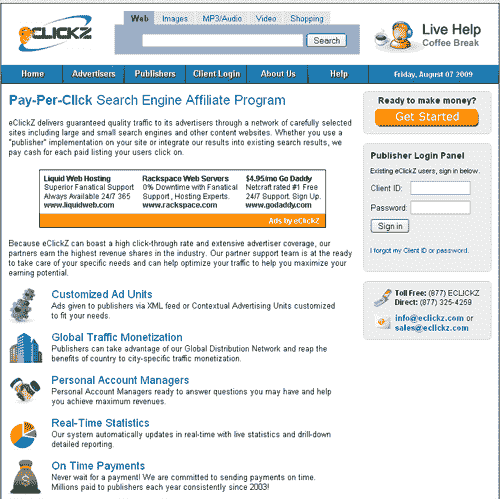 eCLICKZ
Web Images MP3/Audio Video Shopping
Search
Live Help
Coffee Break
Home Advertisers Publishers Client Login About Us Help Friday, August 07 2009
Pay-Per-Click Search Engine Affiliate Program
eClickZ delivers guaranteed quality traffic to its advertisers through a network of carefully selected
sites including large and small search engines and other content websites. Whether you use a
"publisher" implementation on your site or integrate our results into existing search results, we
pay cash for each paid listing your users click on.
Liquid Web Hosting
Superior Fanatical Support
Always Available 24/7 365
www.liquidweb.com
Rackspace Web Servers
0% Downtime with Fanatical
Support, Hosting Experts.
www.rackspace.com
$4.95/mo Go Daddy
Netcraft rated #1 Free
24/7 Support. Sign Up.
www.godaddy.com
Ads by eClickZ
Because eClickZ can boast a high click-through rate and extensive advertiser coverage, our
partners earn the highest revenue shares in the industry. Our partner support team is at the ready
to take care of your specific needs and can help optimize your traffic to help you maximize your
earning potential.
Customized Ad Units
Ads given to publishers via XML feed or Contextual Advertising Units customized
to fit your needs.
Global Traffic Monetization
Publishers can take advantage of our Global Distribution Network and reap the
benefits of country to city-specific traffic monetization.
Personal Account Managers
Personal Account Managers ready to answer questions you may have and help
you achieve maximum revenues.
Real-Time Statistics
Our system automatically updates in real-time with live statistics and drill-down
detailed reporting.
On Time Payments
Never wait for a payment! We are committed to sending payments on time.
Millions paid to publishers each year consistently since 2003!
Ready to make money?
Get Started
Publisher Login Panel
Existing eClickZ users, sign in below.
Client ID:
Password:
Sign in
I forgot my Client ID or password.
Toll Free: (877) ECLICKZ
Direct: (877) 325-4259
info@eclickz.com or
sales@eclickz.com